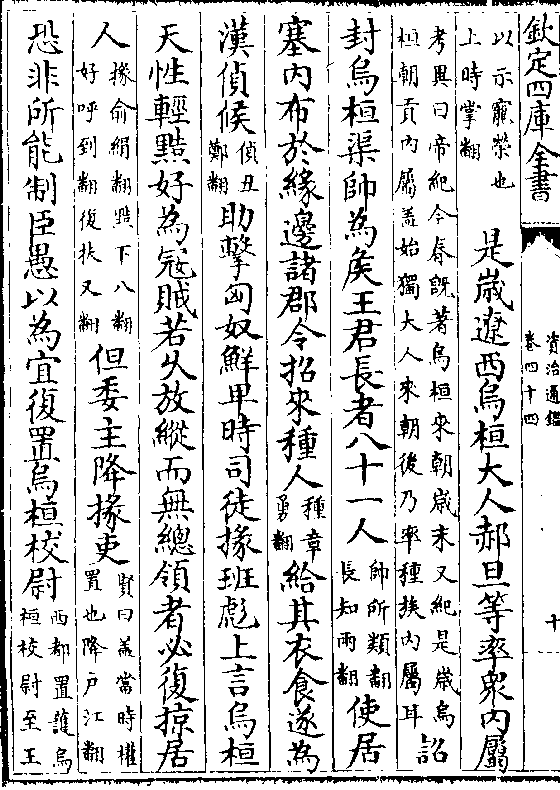 欽定四庫全書
資治通鑑
卷四十四
十
以示寵榮也
上時掌翻
是歲遼西烏桓大人郝旦等率衆内屬
考異曰帝紀今春旣著烏桓來朝歲末又紀是歲烏
桓朝貢内屬葢始獨大人來朝後乃率種族内屬耳
詔
封烏桓渠帥為矦王君長者八十一人
帥所類翻
長知兩翻
使居
塞内布於緣邊諸郡令招來種人
種章
勇翻
給其衣食遂為
漢偵候
偵丑
鄭翻
助擊匈奴鮮卑時司徒掾班彪上言烏桓
天性輕黠好為寇賊若久放縱而無總領者必復掠居
人
掾俞絹翻黠下八翻
好呼到翻復扶又翻
但委主降掾吏
賢曰葢當時權
置也降户江翻
恐非所能制臣愚以為宜復置烏桓校尉
西都置護烏
桓校尉至王